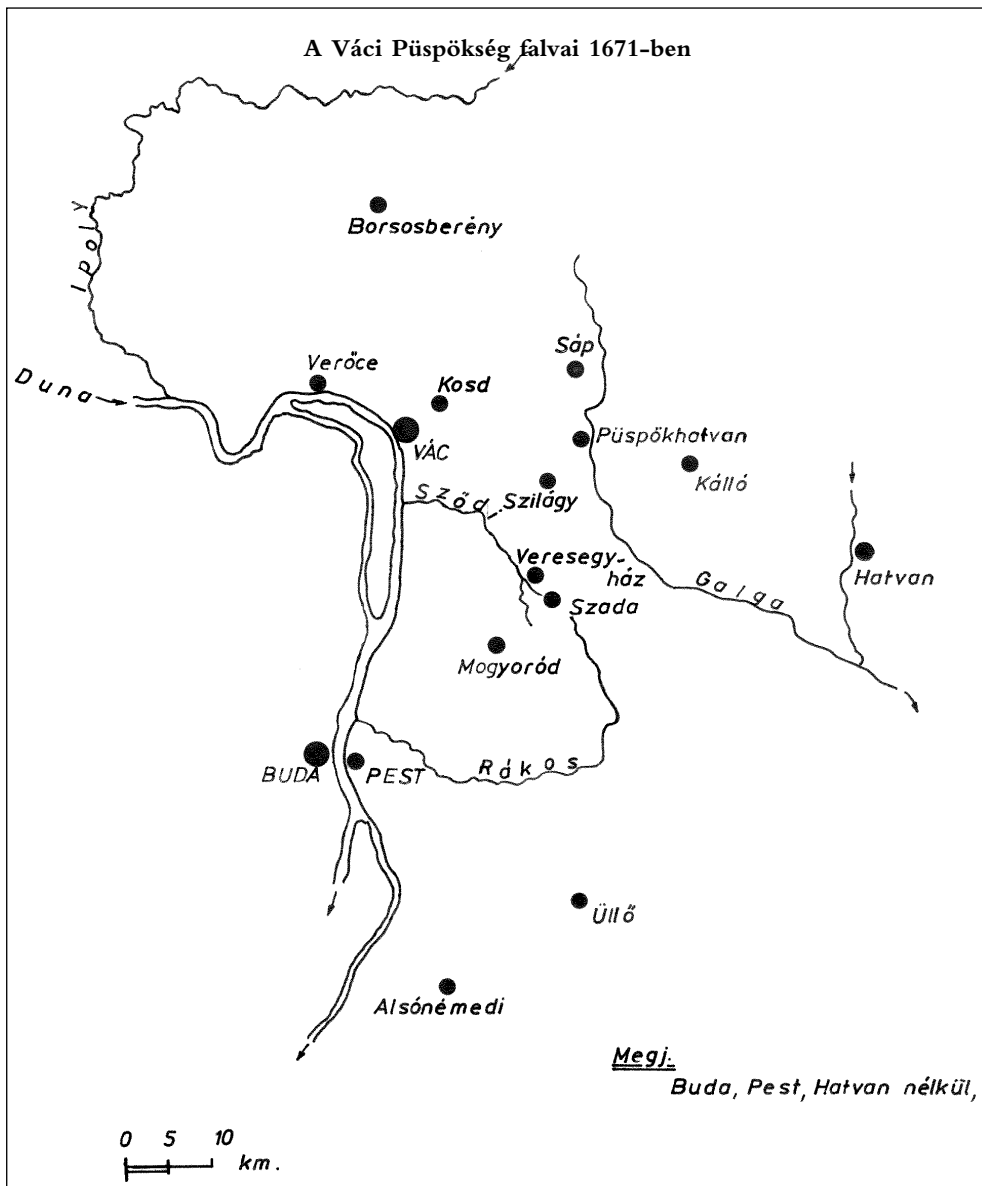 A Váci Püspökség falvai 1671-ben
Ipoly
Borsosberény
Sáp
Verőce
Duna
Kosd
VÁC
Püspökhatvan
Kálló
Sződ
Szilágy
Veresegy-
ház
Hatvan
Galga
Szada
Mogyoród
Rákos
BUDA
PEST
Üllő
Alsónémedi
Megj.:
Buda, Pest, Hatvan nélkül,
0 5 10
km.